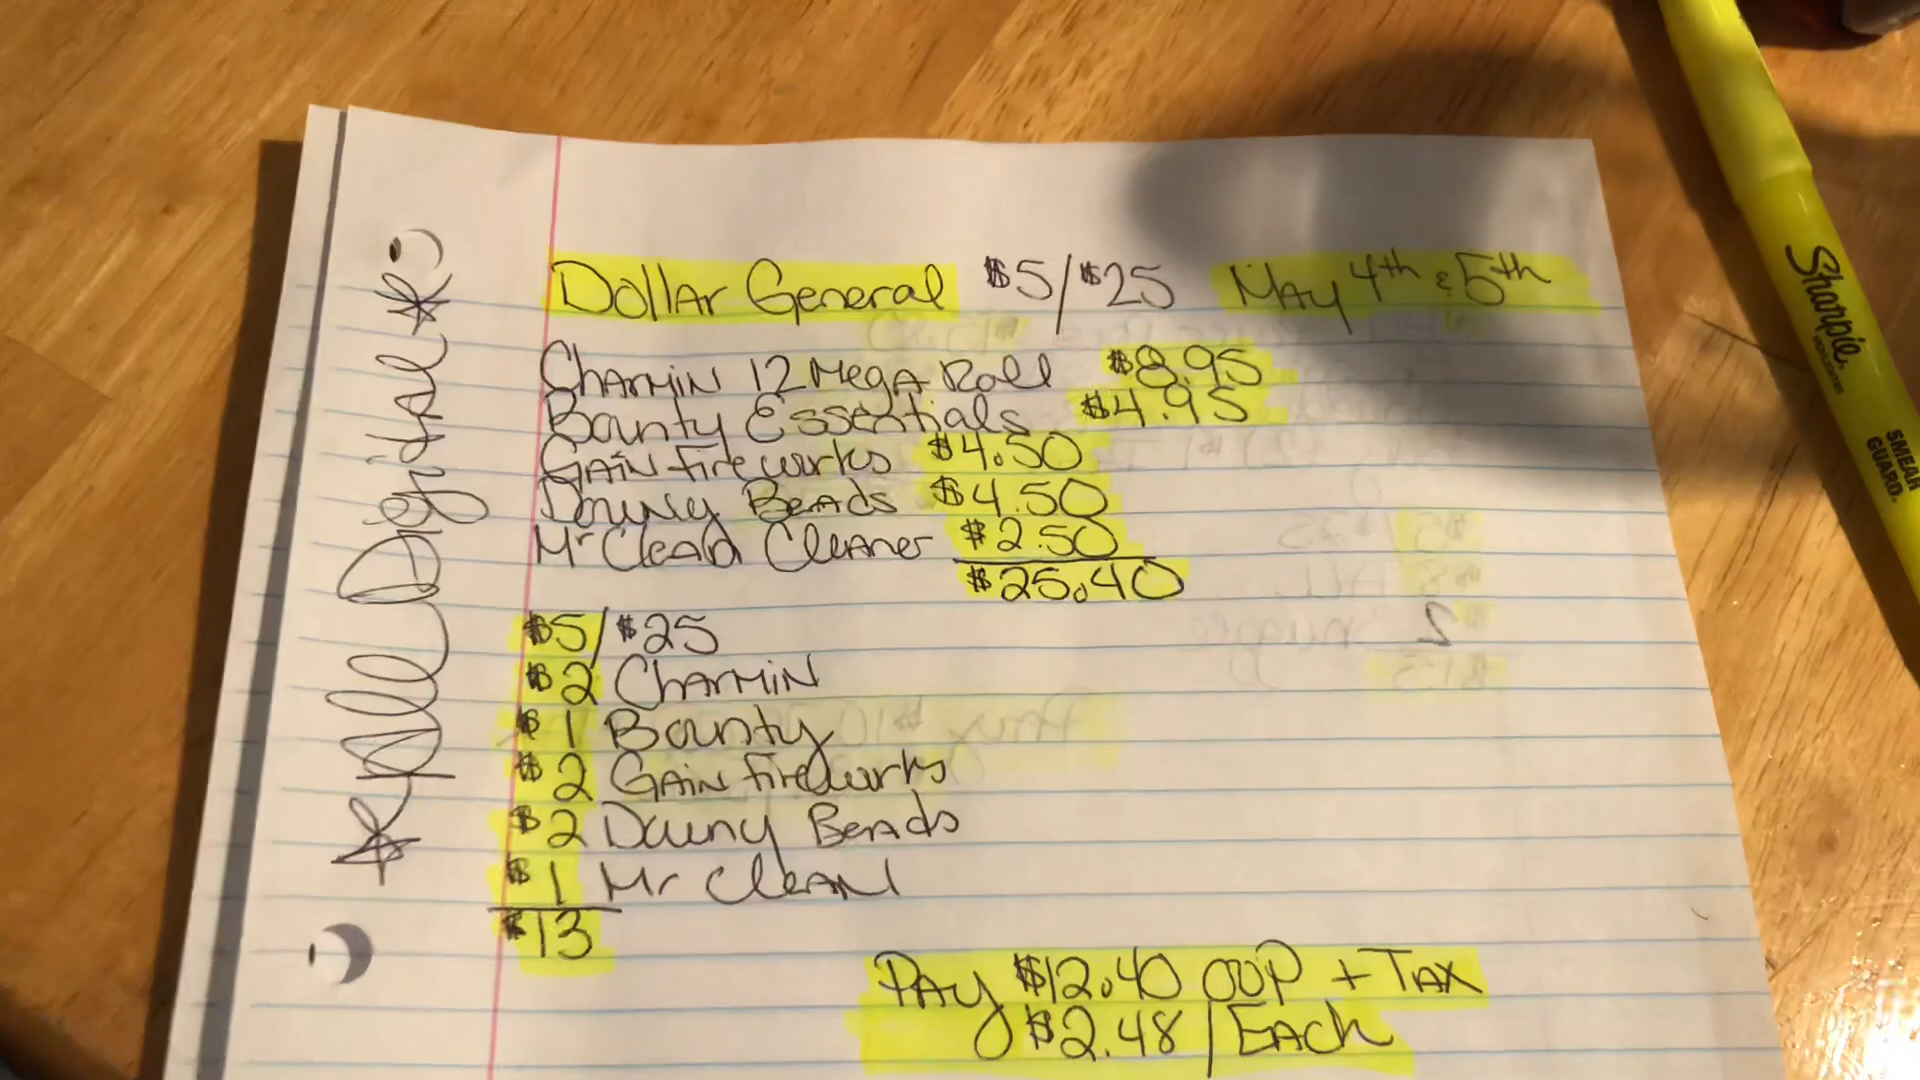 Dollar General $5/$25 May 4th & 5th
Charmin 12 Mega Roll $8.95
Bounty Essentials $4.95
Gain fireworks $4.50
Downy Beads $4.50
Mr Clean Cleaner $2.50
$25.40
$5/$25
$2 Charmin
$1 Bounty
$2 Gain fireworks
$2 Downy Beads
$1 Mr Clean
$13
Pay $12.40 OOP + Tax
$2.48/Each
*All Digital*
Sharpie
SMEAR GUARD.